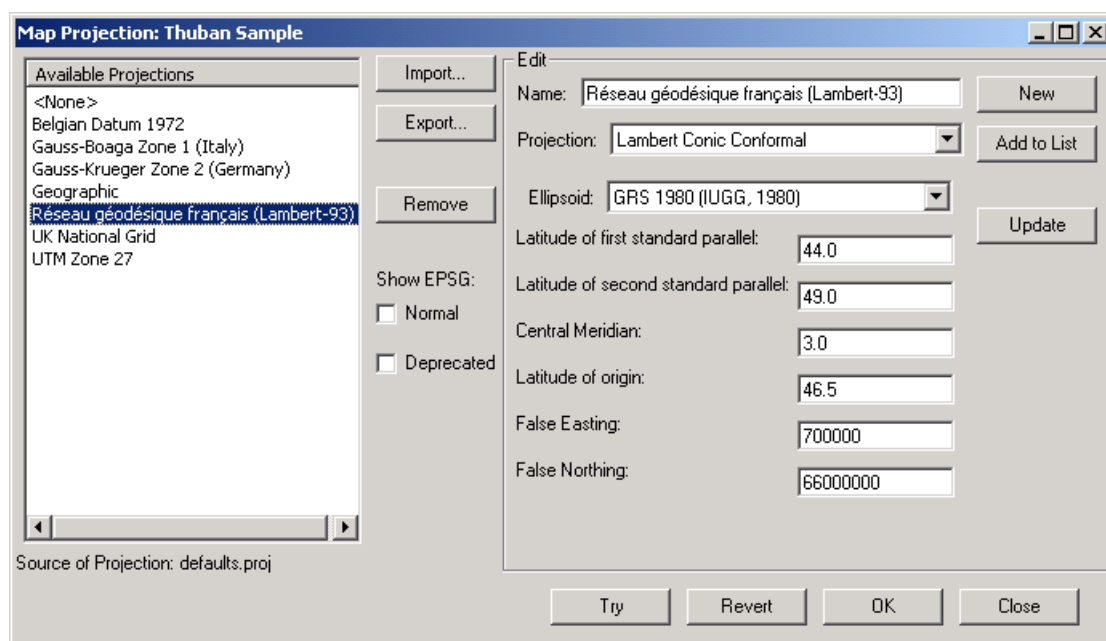 Map Projection: Thuban Sample
Available Projections
<None>
Belgian Datum 1972
Gauss-Boaga Zone 1 (Italy)
Gauss-Krueger Zone 2 (Germany)
Geographic
Réseau géodésique français (Lambert-93)
UK National Grid
UTM Zone 27
Source of Projection: defaults.proj
Import...
Export...
Remove
Show EPSG:
Normal
Deprecated
Edit
Name: Réseau géodésique français (Lambert-93)
Projection: Lambert Conic Conformal
Ellipsoid: GRS 1980 (IUGG, 1980)
Latitude of first standard parallel: 44.0
Latitude of second standard parallel: 49.0
Central Meridian: 3.0
Latitude of origin: 46.5
False Easting: 700000
False Northing: 66000000
New
Add to List
Update
Try
Revert
OK
Close